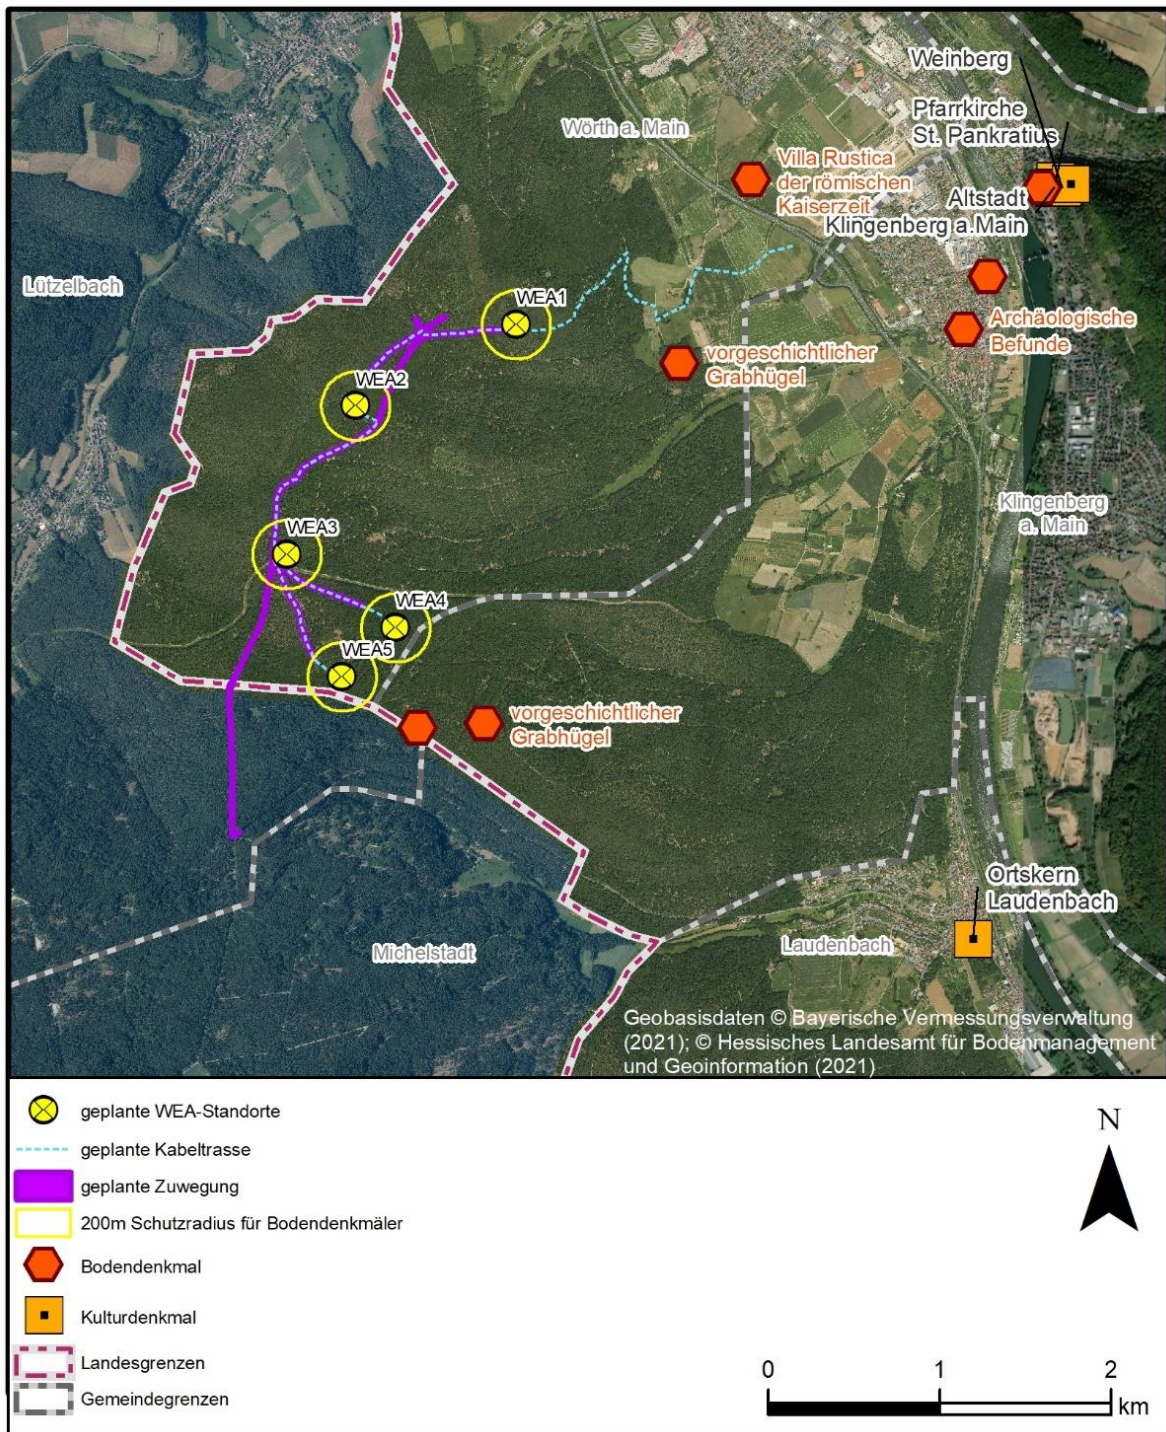 Weinberg
Pfarrkirche
St. Pankratius
Wörth a. Main
Villa Rustica
der römischen
Kaiserzeit
Altstadt
Klingenberg a.Main
Lützelbach
WEA1
Archäologische
Befunde
vorgeschichtlicher
Grabhügel
WEA2
Klingenberg
a. Main
WEA3
WEA4
WEA5
vorgeschichtlicher
Grabhügel
Ortskern
Laudenbach
Michelstadt
Laudenbach
Geobasisdaten © Bayerische Vermessungsverwaltung
(2021); © Hessisches Landesamt für Bodenmanagement
und Geoinformation (2021)
geplante WEA-Standorte
geplante Kabeltrasse
geplante Zuwegung
200m Schutzradius für Bodendenkmäler
Bodendenkmal
Kulturdenkmal
Landesgrenzen
Gemeindegrenzen
N
0 1 2
km